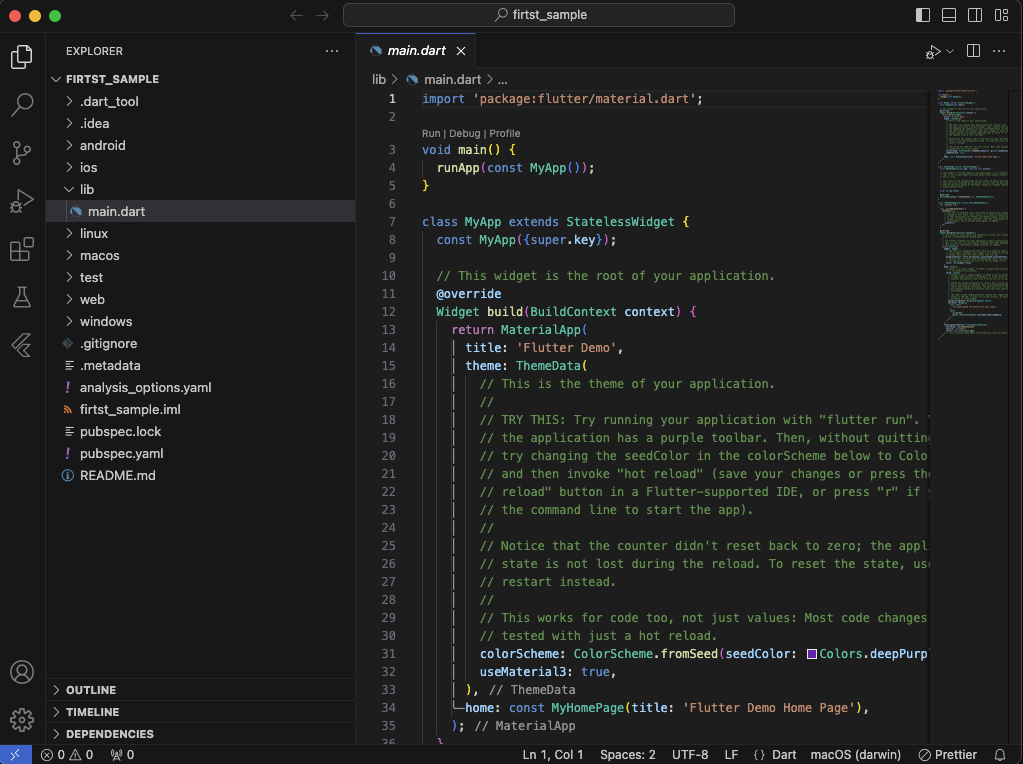 firtst_sample
EXPLORER
main.dart
FIRTST_SAMPLE
.dart_tool
.idea
android
ios
lib
main.dart
linux
macos
test
web
windows
.gitignore
.metadata
! analysis_options.yaml
firtst_sample.iml
pubspec.lock
! pubspec.yaml
README.md
OUTLINE
TIMELINE
DEPENDENCIES
lib > main.dart > ...
1 import 'package:flutter/material.dart';
2
Run | Debug | Profile
3 void main() {
4 runApp(const MyApp());
5 }
6
7 class MyApp extends StatelessWidget {
8 const MyApp({super.key});
9
10 // This widget is the root of your application.
11 @override
12 Widget build(BuildContext context) {
13 return MaterialApp(
14 title: 'Flutter Demo',
15 theme: ThemeData(
16 // This is the theme of your application.
17 //
18 // TRY THIS: Try running your application with "flutter run".
19 // the application has a purple toolbar. Then, without quittin
20 // try changing the seedColor in the colorScheme below to Colo
21 // and then invoke "hot reload" (save your changes or press the
22 // reload" button in a Flutter-supported IDE, or press "r" if
23 // the command line to start the app).
24 //
25 // Notice that the counter didn't reset back to zero; the appl
26 // state is not lost during the reload. To reset the state, use
27 // restart instead.
28 //
29 // This works for code too, not just values: Most code changes
30 // tested with just a hot reload.
31 colorScheme: ColorScheme.fromSeed(seedColor: Colors.deepPurp
32 useMaterial3: true,
33 ), // ThemeData
34 home: const MyHomePage(title: 'Flutter Demo Home Page'),
35 ); // MaterialApp
36 }
0 0 0
Ln 1, Col 1 Spaces: 2 UTF-8 LF {} Dart macOS (darwin) Prettier